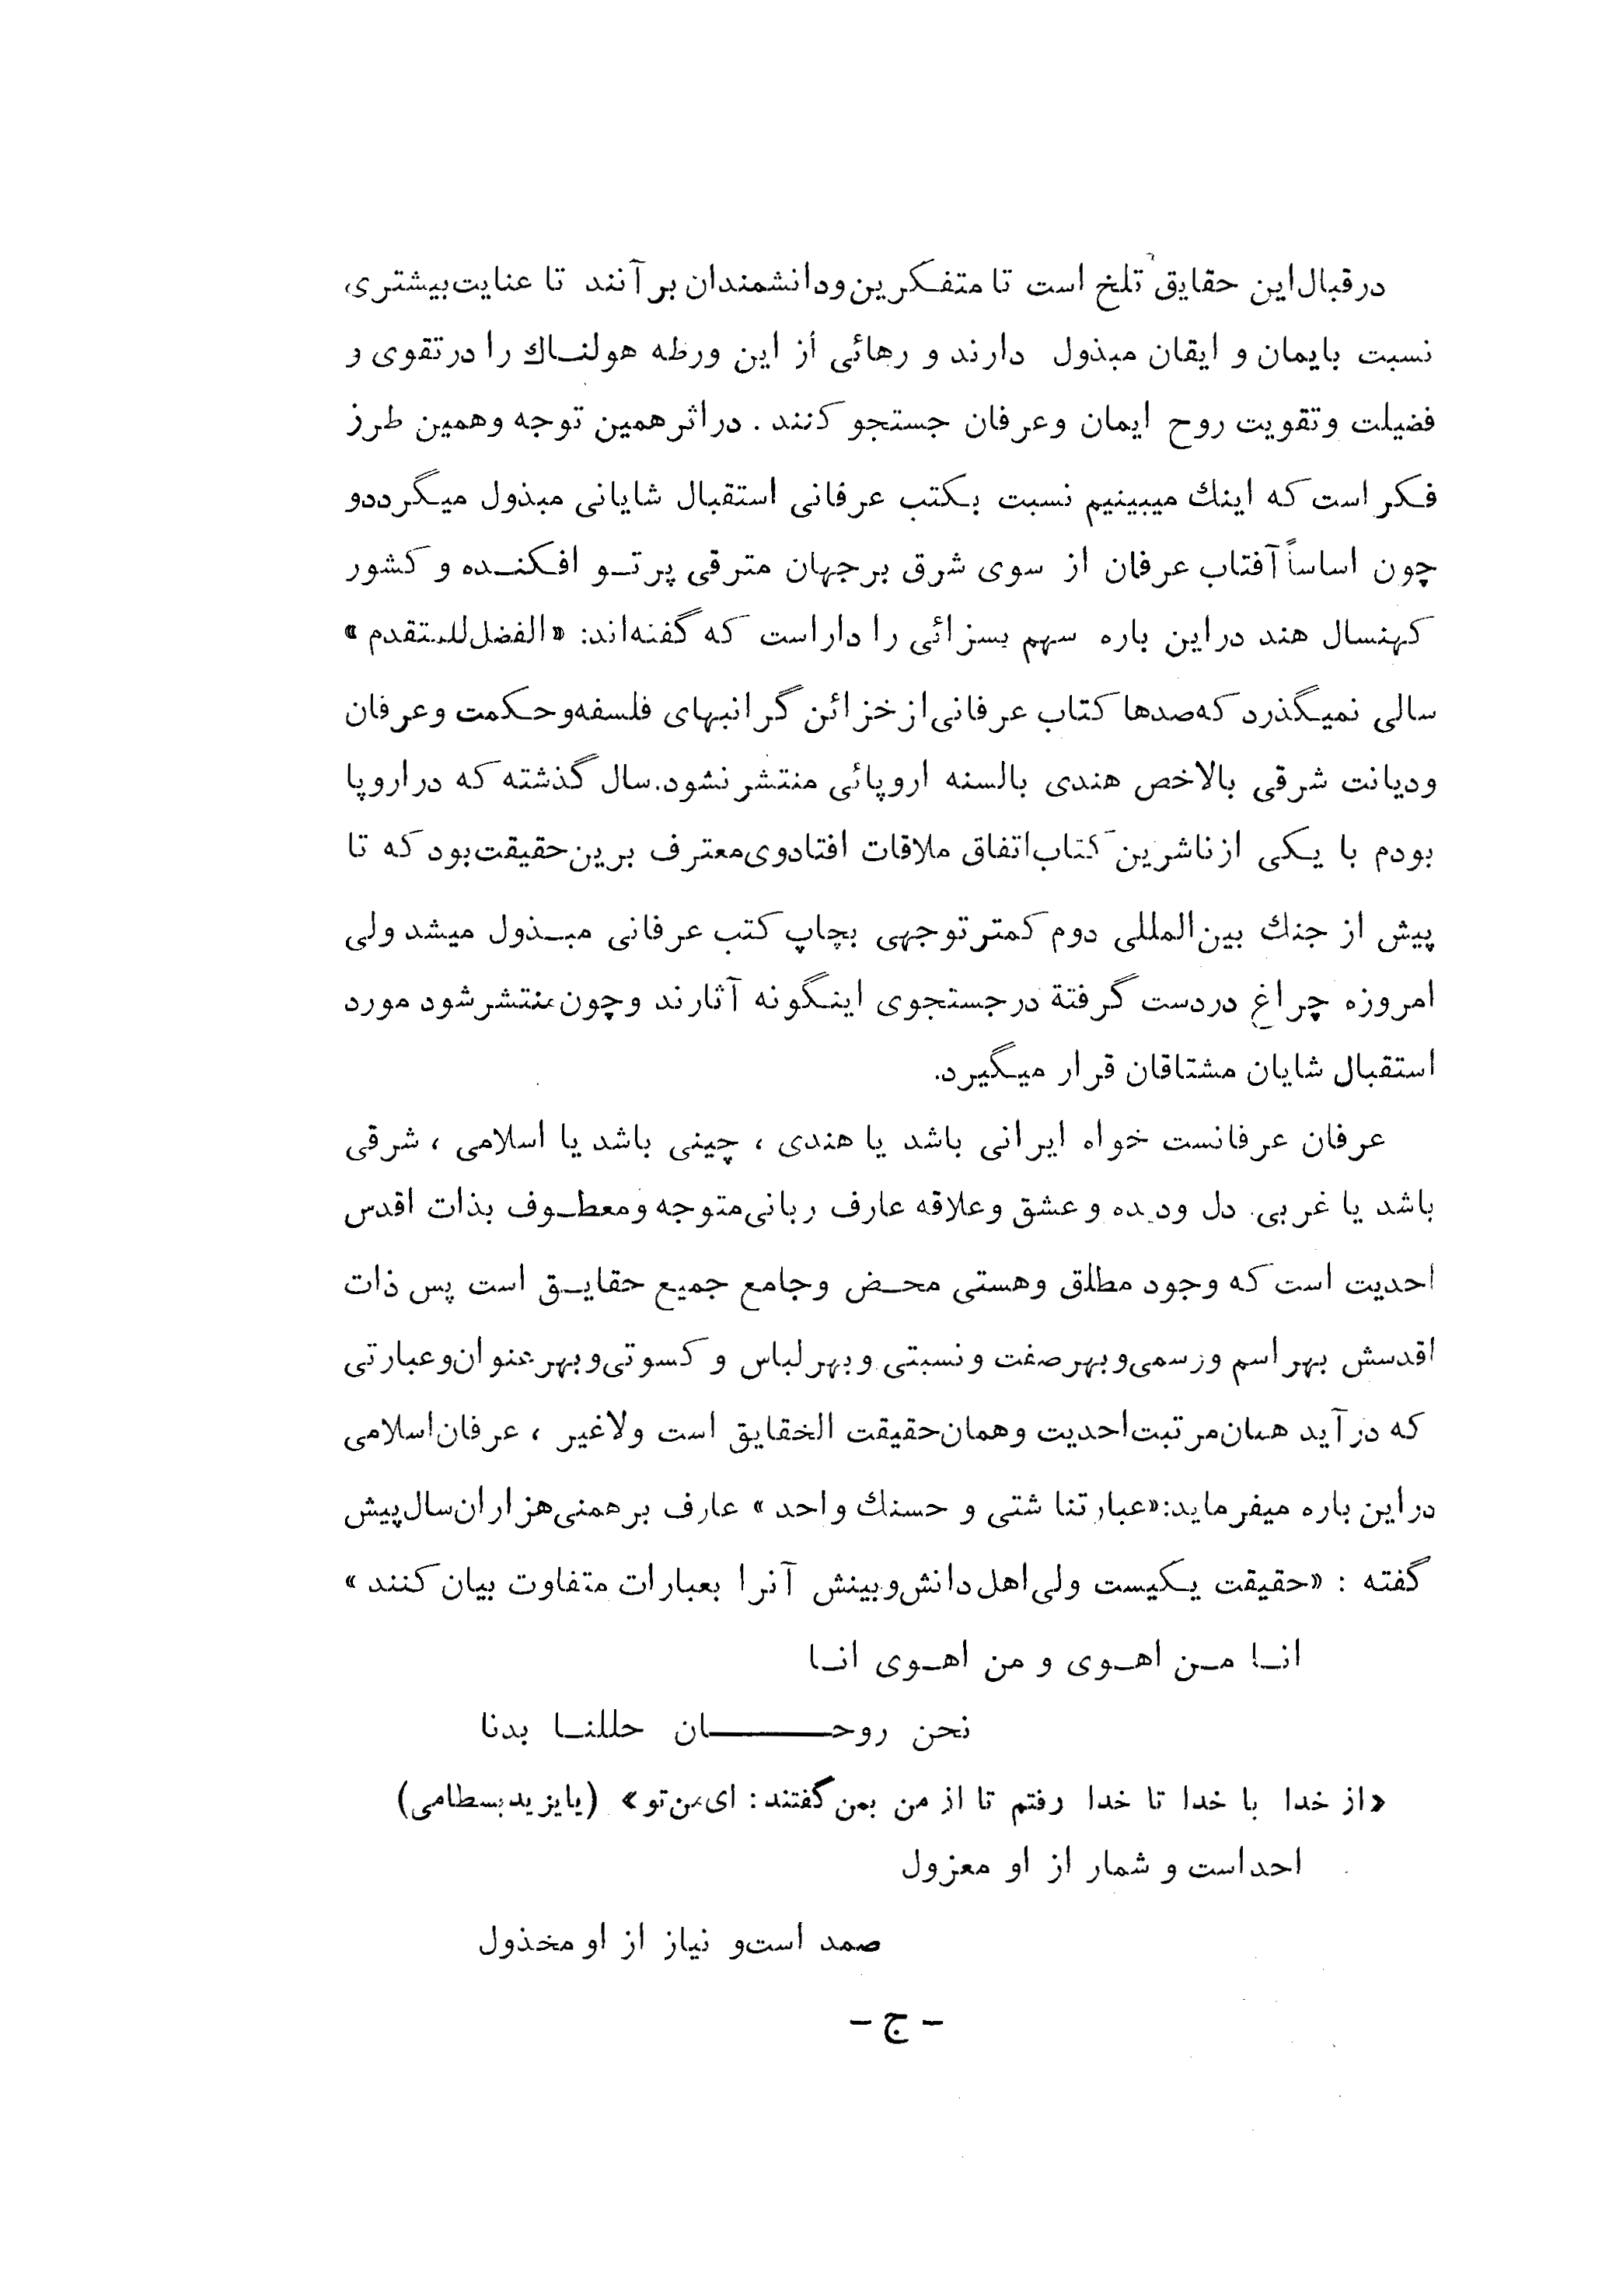 درقبال‌این حقایق تلخ است تا متفکرین‌ودانشمندان برآنند تا عنایت‌بیشتری
نسبت بایمان و ایقان مبذول دارند و رهائی از این ورطه هولناك را درتقوی و
فضیلت وتقویت روح ایمان وعرفان جستجو کنند . دراثرهمین توجه وهمین طرز
فکر است که اینك میبینیم نسبت بکتب عرفانی استقبال شایانی مبذول میگرددو
چون اساساً آفتاب عرفان از سوی شرق برجهان مترقی پرتو افکنده و کشور
کهنسال هند دراین باره سهم بسزائی را داراست که گفته‌اند: «الفضل‌للمتقدم»
سالی نمیگذرد که‌صدها کتاب عرفانی‌ازخزائن گرانبهای فلسفه‌وحکمت وعرفان
ودیانت شرقی بالاخص هندی بالسنه اروپائی منتشر نشود. سال گذشته که دراروپا
بودم با یکی ازناشرین کتاب‌اتفاق ملاقات افتادوی‌معترف برین‌حقیقت‌بود که تا
پیش از جنك بین‌المللی دوم کمترتوجهی بچاپ کتب عرفانی مبذول میشد ولی
امروزه چراغ دردست گرفتة درجستجوی اینگونه آثارند وچون‌منتشرشود مورد
استقبال شایان مشتاقان قرار میگیرد.
عرفان عرفانست خواه ایرانی باشد یا هندی ، چینی باشد یا اسلامی ، شرقی
باشد یا غربی. دل ودیده و عشق وعلاقه عارف ربانی‌متوجه ومعطوف بذات اقدس
احدیت است که وجود مطلق وهستی محض وجامع جمیع حقایق است پس ذات
اقدسش بهر اسم ورسمی‌وبهرصفت ونسبتی وبهرلباس و کسوتی‌وبهرعنوان‌وعبارتی
که درآید همان‌مرتبت‌احدیت وهمان‌حقیقت الخقایق است ولاغیر ، عرفان‌اسلامی
دراین باره میفرماید:«عبارتنا شتی و حسنك واحد» عارف برهمنی‌هزاران‌سال‌پیش
گفته : «حقیقت یکیست ولی‌اهل‌دانش‌وبینش آنرا بعبارات متفاوت بیان کنند»
انا من اهوی و من اهوی انا
نحن روحان حللنا بدنا
«از خدا با خدا تا خدا رفتم تا از من بمن گفتند: ای‌من‌تو» (یایزیدبسطامی)
احداست و شمار از او معزول
صمد است‌و نیاز از او مخذول
- ج -